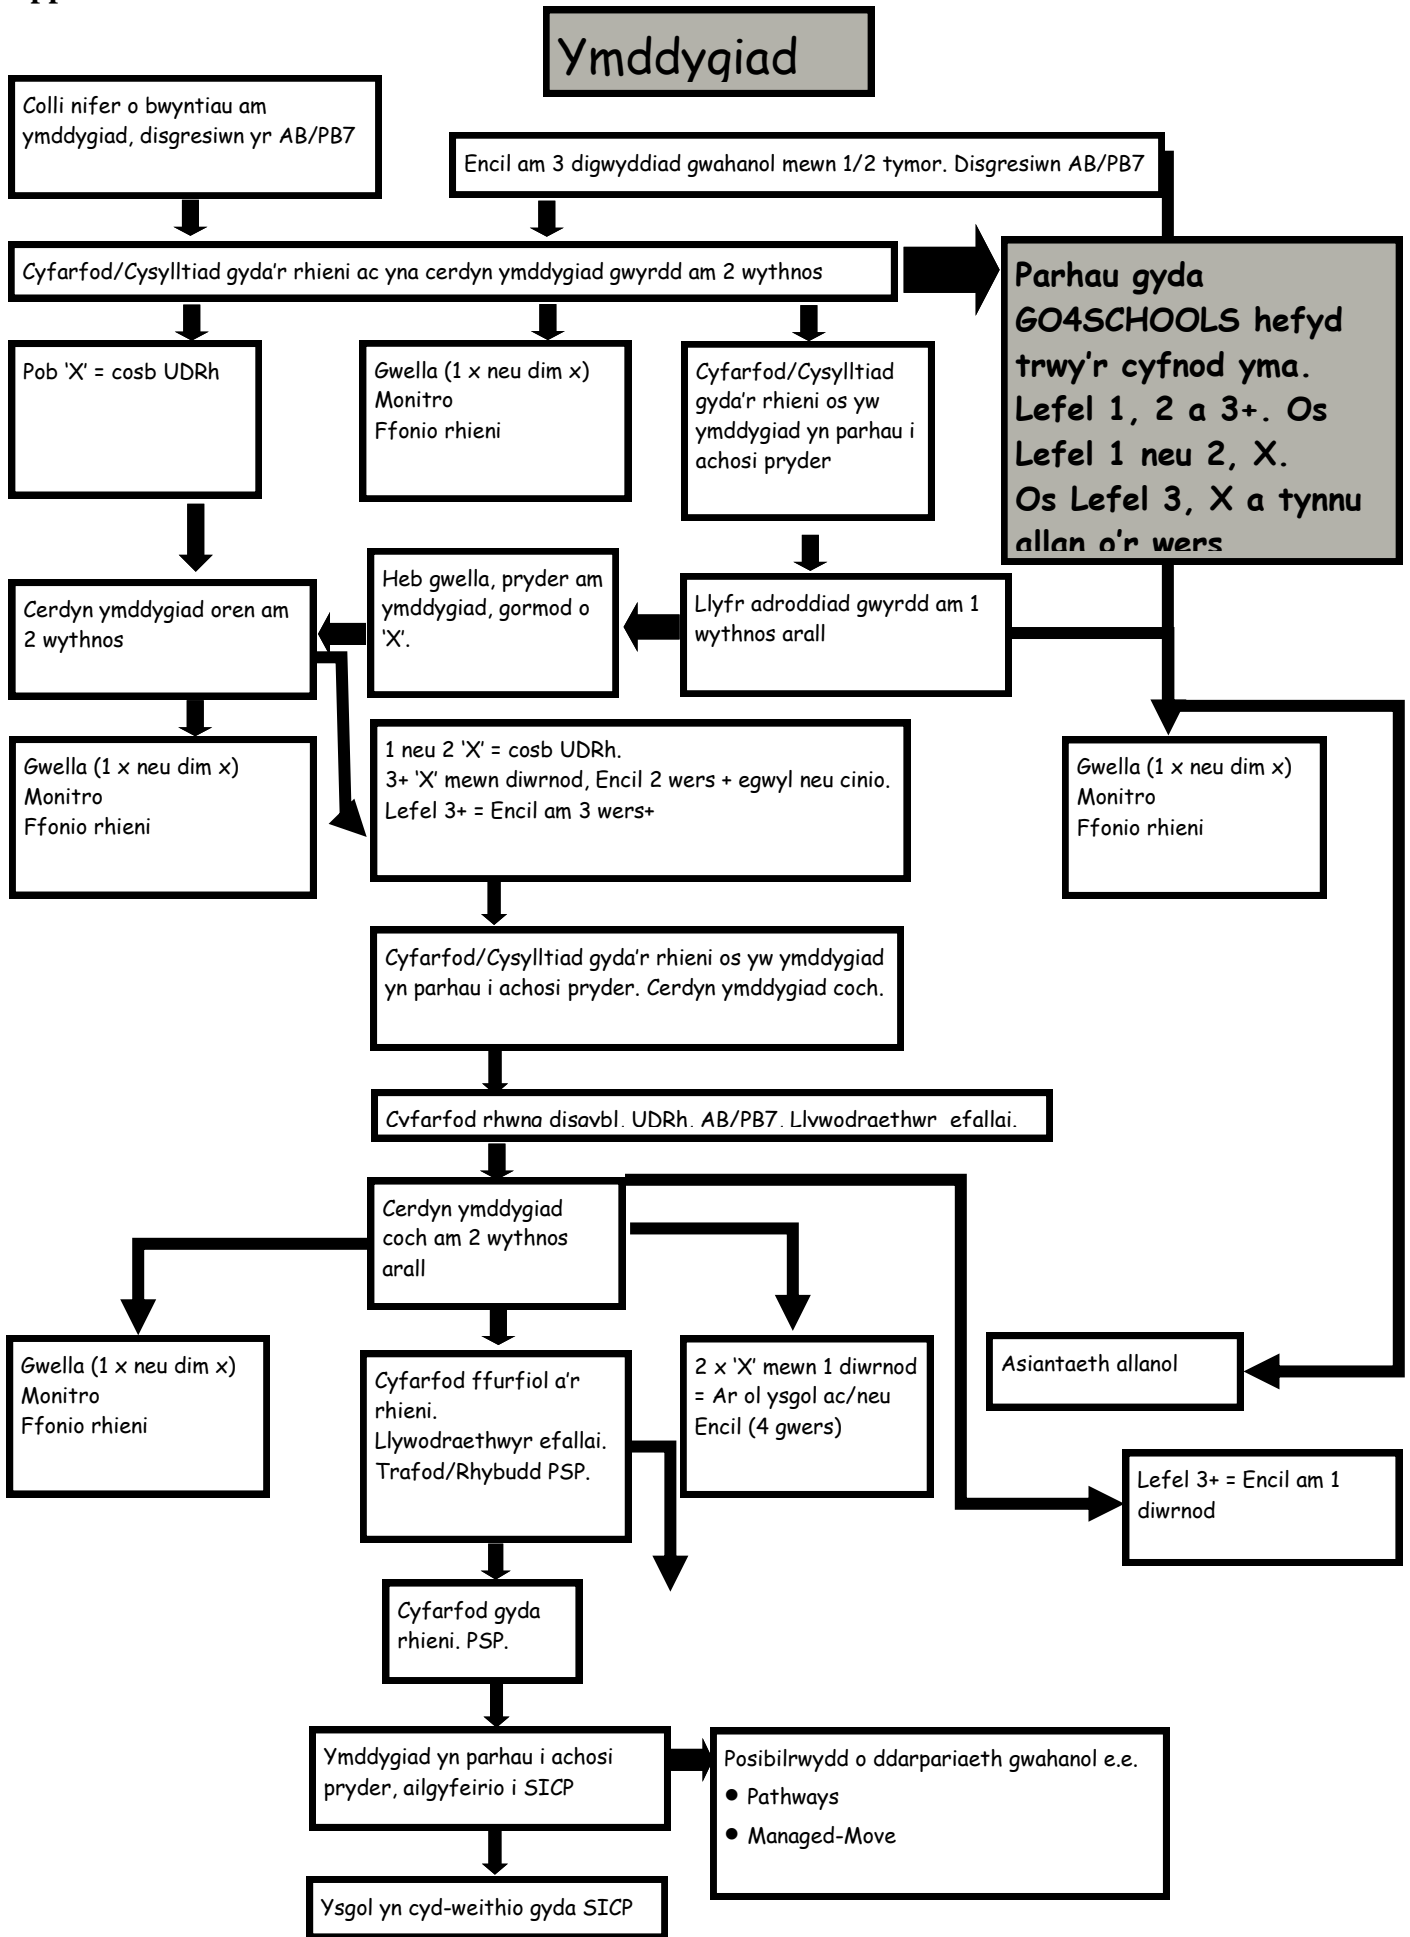 Ymddygiad
Colli nifer o bwyntiau am
ymddygiad, disgresiwn yr AB/PB7
Encil am 3 digwyddiad gwahanol mewn 1/2 tymor. Disgresiwn AB/PB7
Cyfarfod/Cysylltiad gyda'r rhieni ac yna cerdyn ymddygiad gwyrdd am 2 wythnos
Parhau gyda
GO4SCHOOLS hefyd
trwy'r cyfnod yma.
Lefel 1, 2 a 3+. Os
Lefel 1 neu 2, X.
Os Lefel 3, X a tynnu
allan o'r wers
Pob 'X' = cosb UDRh
Gwella (1 x neu dim x)
Monitro
Ffonio rhieni
Cyfarfod/Cysylltiad
gyda'r rhieni os yw
ymddygiad yn parhau i
achosi pryder
Cerdyn ymddygiad oren am
2 wythnos
Heb gwella, pryder am
ymddygiad, gormod o
'X'.
Llyfr adroddiad gwyrdd am 1
wythnos arall
Gwella (1 x neu dim x)
Monitro
Ffonio rhieni
1 neu 2 'X' = cosb UDRh.
3+ 'X' mewn diwrnod, Encil 2 wers + egwyl neu cinio.
Lefel 3+ = Encil am 3 wers+
Gwella (1 x neu dim x)
Monitro
Ffonio rhieni
Cyfarfod/Cysylltiad gyda'r rhieni os yw ymddygiad
yn parhau i achosi pryder. Cerdyn ymddygiad coch.
Cyfarfod rhwng disgybl, UDRh, AB/PB7, Llywodraethwr efallai.
Cerdyn ymddygiad
coch am 2 wythnos
arall
Gwella (1 x neu dim x)
Monitro
Ffonio rhieni
Cyfarfod ffurfiol a'r
rhieni.
Llywodraethwyr efallai.
Trafod/Rhybudd PSP.
2 x 'X' mewn 1 diwrnod
= Ar ol ysgol ac/neu
Encil (4 gwers)
Asiantaeth allanol
Lefel 3+ = Encil am 1
diwrnod
Cyfarfod gyda
rhieni. PSP.
Ymddygiad yn parhau i achosi
pryder, ailgyfeirio i SICP
Posibilrwydd o ddarpariaeth gwahanol e.e.
• Pathways
• Managed-Move
Ysgol yn cyd-weithio gyda SICP